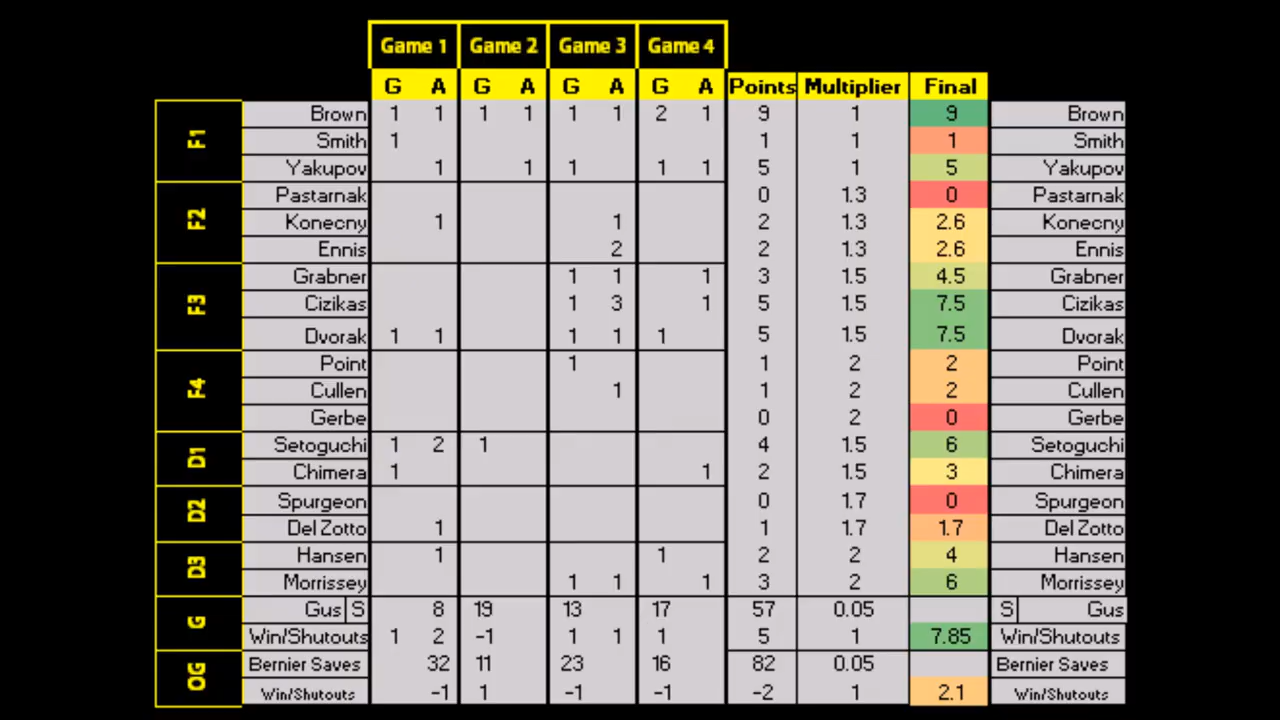 Game 1 Game 2 Game 3 Game 4
G A G A G A G A Points Multiplier Final
F1 Brown 1 1 1 1 1 1 2 1 9 1 9 Brown
Smith 1 1 1 1 Smith
Yakupov 1 1 1 1 1 5 1 5 Yakupov
F2 Pastarnak 0 1.3 0 Pastarnak
Konecny 1 1 2 1.3 2.6 Konecny
Ennis 2 2 1.3 2.6 Ennis
F3 Grabner 1 1 1 3 1.5 4.5 Grabner
Cizikas 1 3 1 5 1.5 7.5 Cizikas
Dvorak 1 1 1 1 1 5 1.5 7.5 Dvorak
F4 Point 1 1 2 2 Point
Cullen 1 1 2 2 Cullen
Gerbe 0 2 0 Gerbe
D1 Setoguchi 1 2 1 4 1.5 6 Setoguchi
Chimera 1 1 2 1.5 3 Chimera
D2 Spurgeon 0 1.7 0 Spurgeon
Del Zotto 1 1 1.7 1.7 Del Zotto
D3 Hansen 1 1 2 2 4 Hansen
Morrissey 1 1 1 3 2 6 Morrissey
G Gus S 8 19 13 17 57 0.05 S Gus
Win/Shutouts 1 2 -1 1 1 1 5 1 7.85 Win/Shutouts
OG Bernier Saves 32 11 23 16 82 0.05 Bernier Saves
Win/Shutouts -1 1 -1 -1 -2 1 2.1 Win/Shutouts